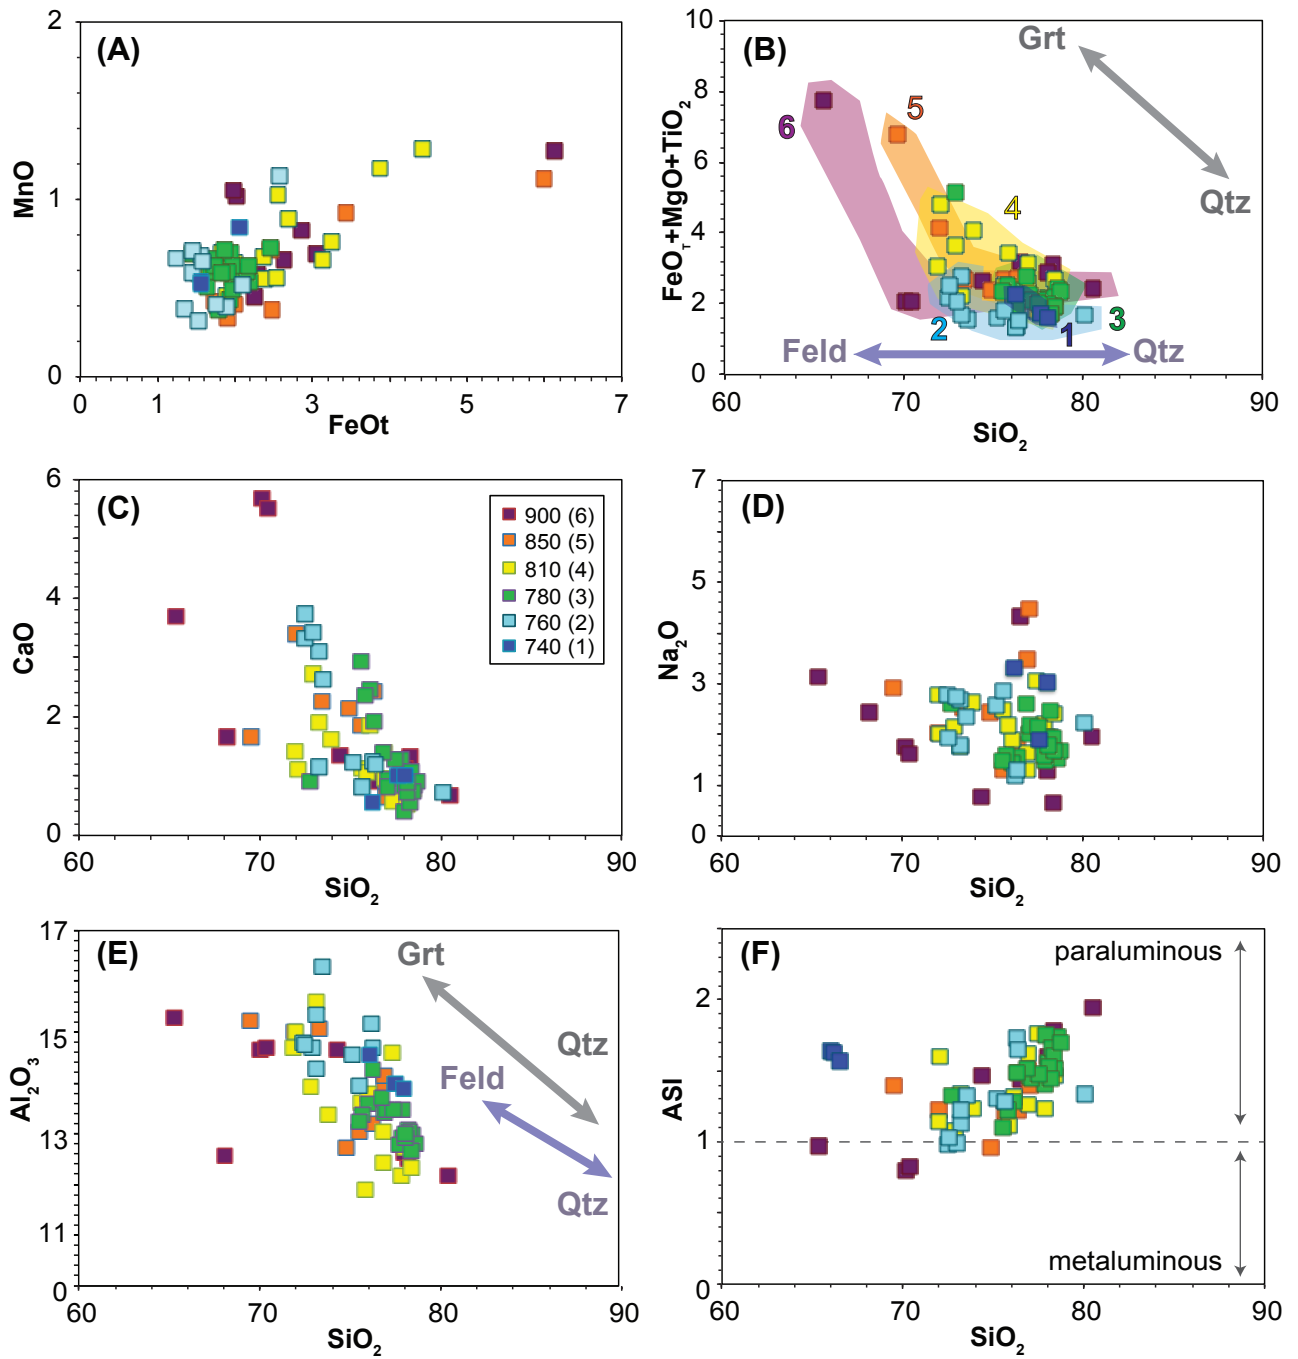 (A)
MnO
2
1
0
0
1
3
5
7
FeOt
(B)
FeOT+MgO+TiO2
10
8
6
4
2
0
60
70
80
90
SiO2
Grt
Qtz
6
5
4
2
1
3
Feld
Qtz
(C)
CaO
6
4
2
0
60
70
80
90
SiO2
900 (6)
850 (5)
810 (4)
780 (3)
760 (2)
740 (1)
(D)
Na2O
7
5
3
1
0
60
70
80
90
SiO2
(E)
Al2O3
17
15
13
11
0
60
70
80
90
SiO2
Grt
Qtz
Feld
Qtz
(F)
ASI
2
1
0
60
70
80
90
SiO2
paraluminous
metaluminous